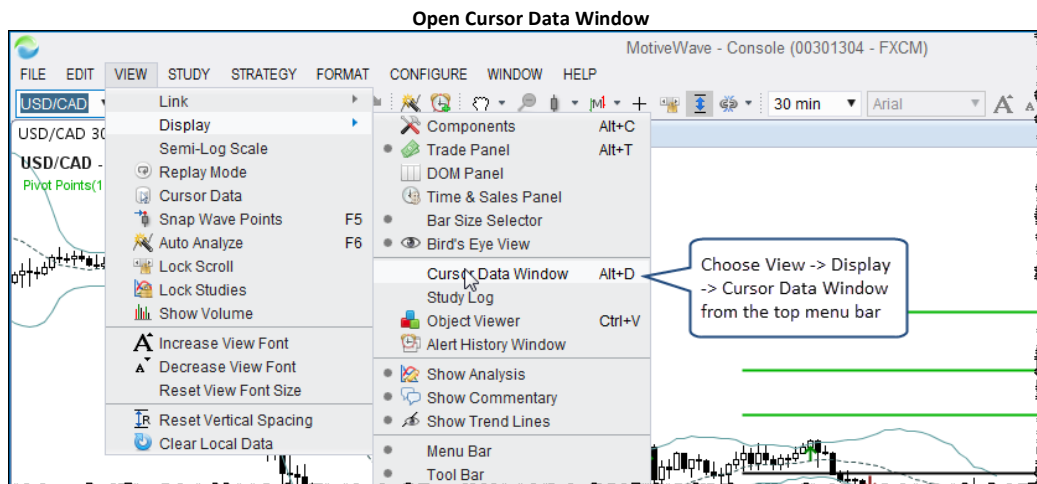 Open Cursor Data Window
MotiveWave - Console (00301304 - FXCM)
FILE EDIT VIEW STUDY STRATEGY FORMAT CONFIGURE WINDOW HELP
USD/CAD
30 min
Arial
USD/CAD 30
USD/CAD -
Pivot Points(1
Link
Display
Semi-Log Scale
Replay Mode
Cursor Data
Snap Wave Points F5
Auto Analyze F6
Lock Scroll
Lock Studies
Show Volume
Increase View Font
Decrease View Font
Reset View Font Size
Reset Vertical Spacing
Clear Local Data
Components Alt+C
Trade Panel Alt+T
DOM Panel
Time & Sales Panel
Bar Size Selector
Bird's Eye View
Cursor Data Window Alt+D
Study Log
Object Viewer Ctrl+V
Alert History Window
Show Analysis
Show Commentary
Show Trend Lines
Menu Bar
Tool Bar
Choose View -> Display
-> Cursor Data Window
from the top menu bar